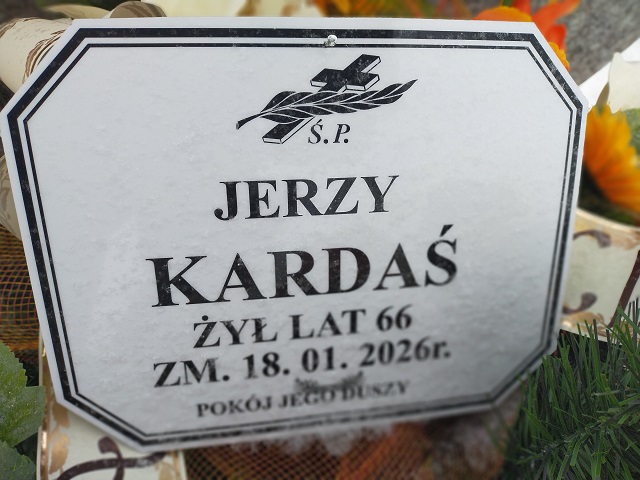 Ś.P.
JERZY
KARDAŚ
ŻYŁ LAT 66
ZM. 18. 01. 2026r.
POKÓJ JEGO DUSZY